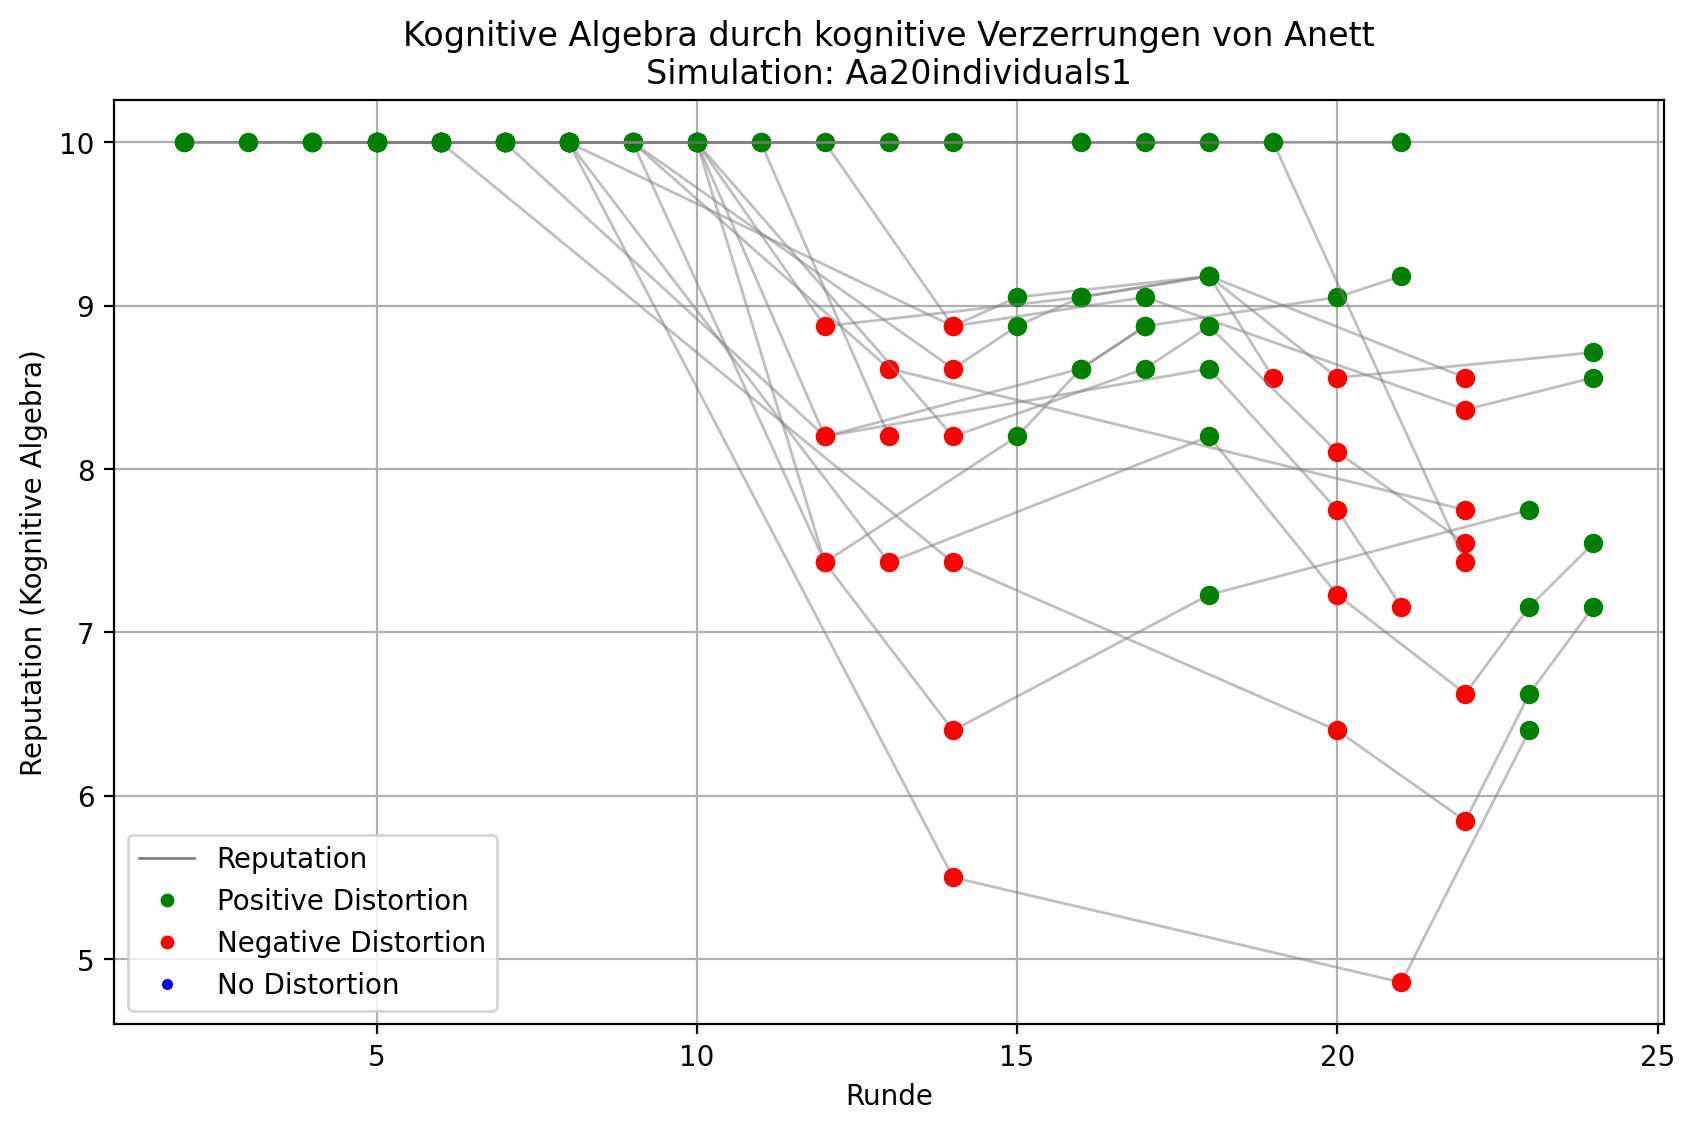 Kognitive Algebra durch kognitive Verzerrungen von Anett
Simulation: Aa20individuals1
Reputation (Kognitive Algebra)
10
9
8
7
6
5
Reputation
Positive Distortion
Negative Distortion
No Distortion
5
10
15
20
25
Runde